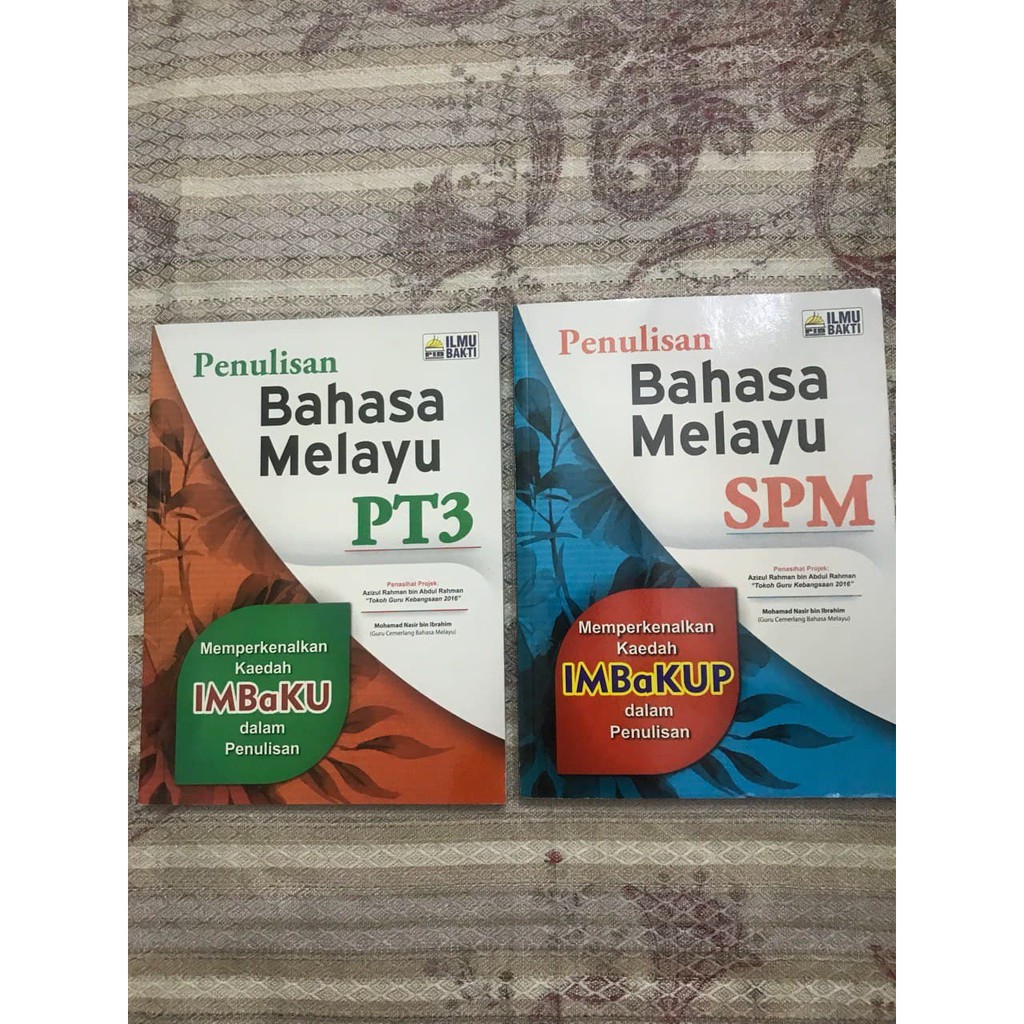 Penulisan
Bahasa
Melayu
PT3
FIB
ILMU
BAKTI
Penasihat Projek:
Azizul Rahman bin Abdul Rahman
"Tokoh Guru Kebangsaan 2016"
Mohamad Nasir bin Ibrahim
(Guru Cemerlang Bahasa Melayu)
Memperkenalkan
Kaedah
IMBaKU
dalam
Penulisan
Penulisan
Bahasa
Melayu
SPM
FIB
ILMU
BAKTI
Penasihat Projek:
Azizul Rahman bin Abdul Rahman
"Tokoh Guru Kebangsaan 2016"
Mohamad Nasir bin Ibrahim
(Guru Cemerlang Bahasa Melayu)
Memperkenalkan
Kaedah
IMBaKUP
dalam
Penulisan